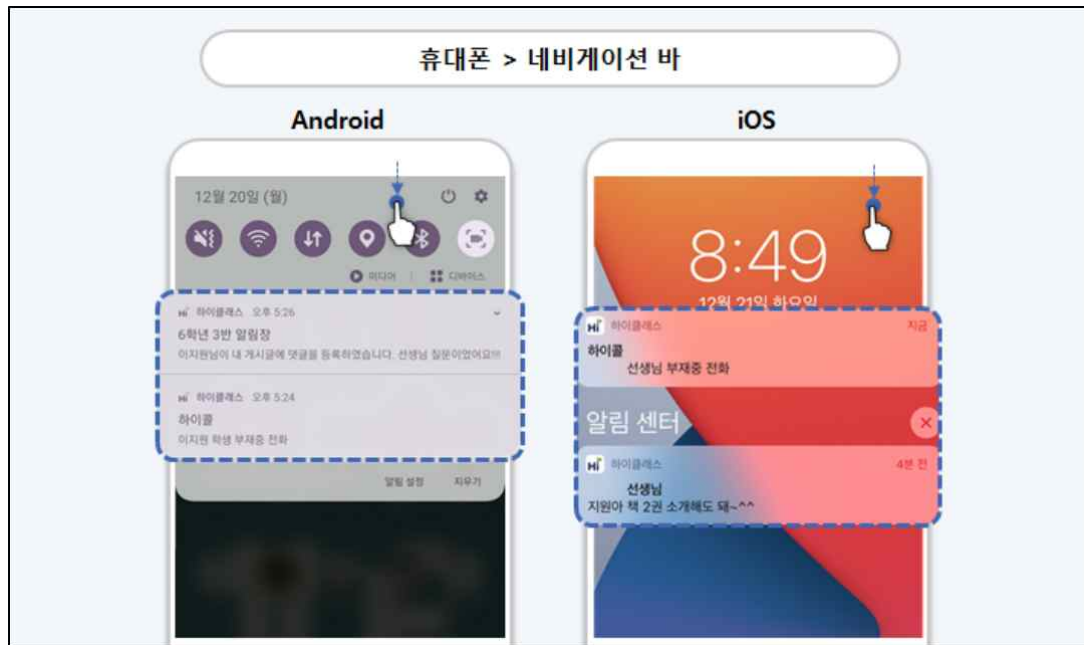 휴대폰 > 네비게이션 바
Android
12월 20일 (월)
미디어 | 디바이스
Hi 하이클래스 오후 5:26
6학년 3반 알림장
이지원님이 내 게시글에 댓글을 등록하였습니다. 선생님 질문이었어요!!!
Hi 하이클래스 오후 5:24
하이콜
이지원 학생 부재중 전화
알림 설정 지우기
iOS
8:49
12월 21일 화요일
Hi 하이클래스 지금
하이콜
선생님 부재중 전화
알림 센터
Hi 하이클래스 4분 전
선생님
지원아 책 2권 소개해도 돼~^^